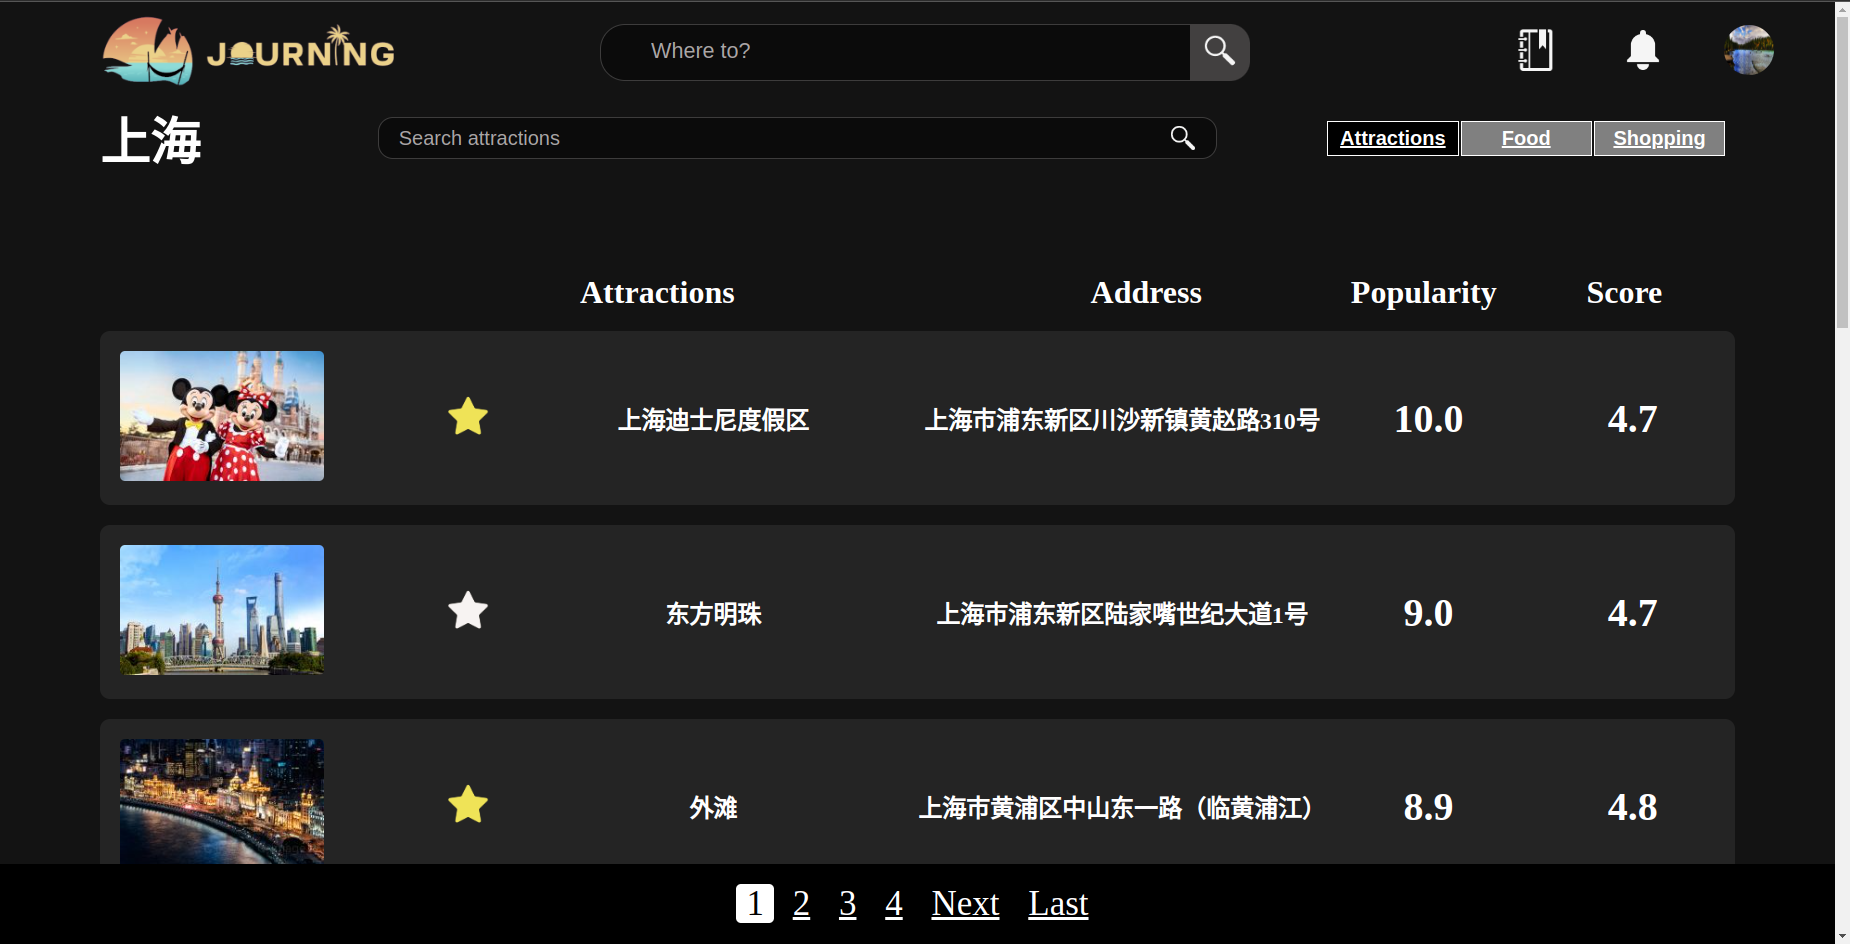 JOURNING
Where to?
上海
Search attractions
Attractions Food Shopping
Attractions Address Popularity Score
上海迪士尼度假区 上海市浦东新区川沙新镇黄赵路310号 10.0 4.7
东方明珠 上海市浦东新区陆家嘴世纪大道1号 9.0 4.7
外滩 上海市黄浦区中山东一路（临黄浦江） 8.9 4.8
1 2 3 4 Next Last